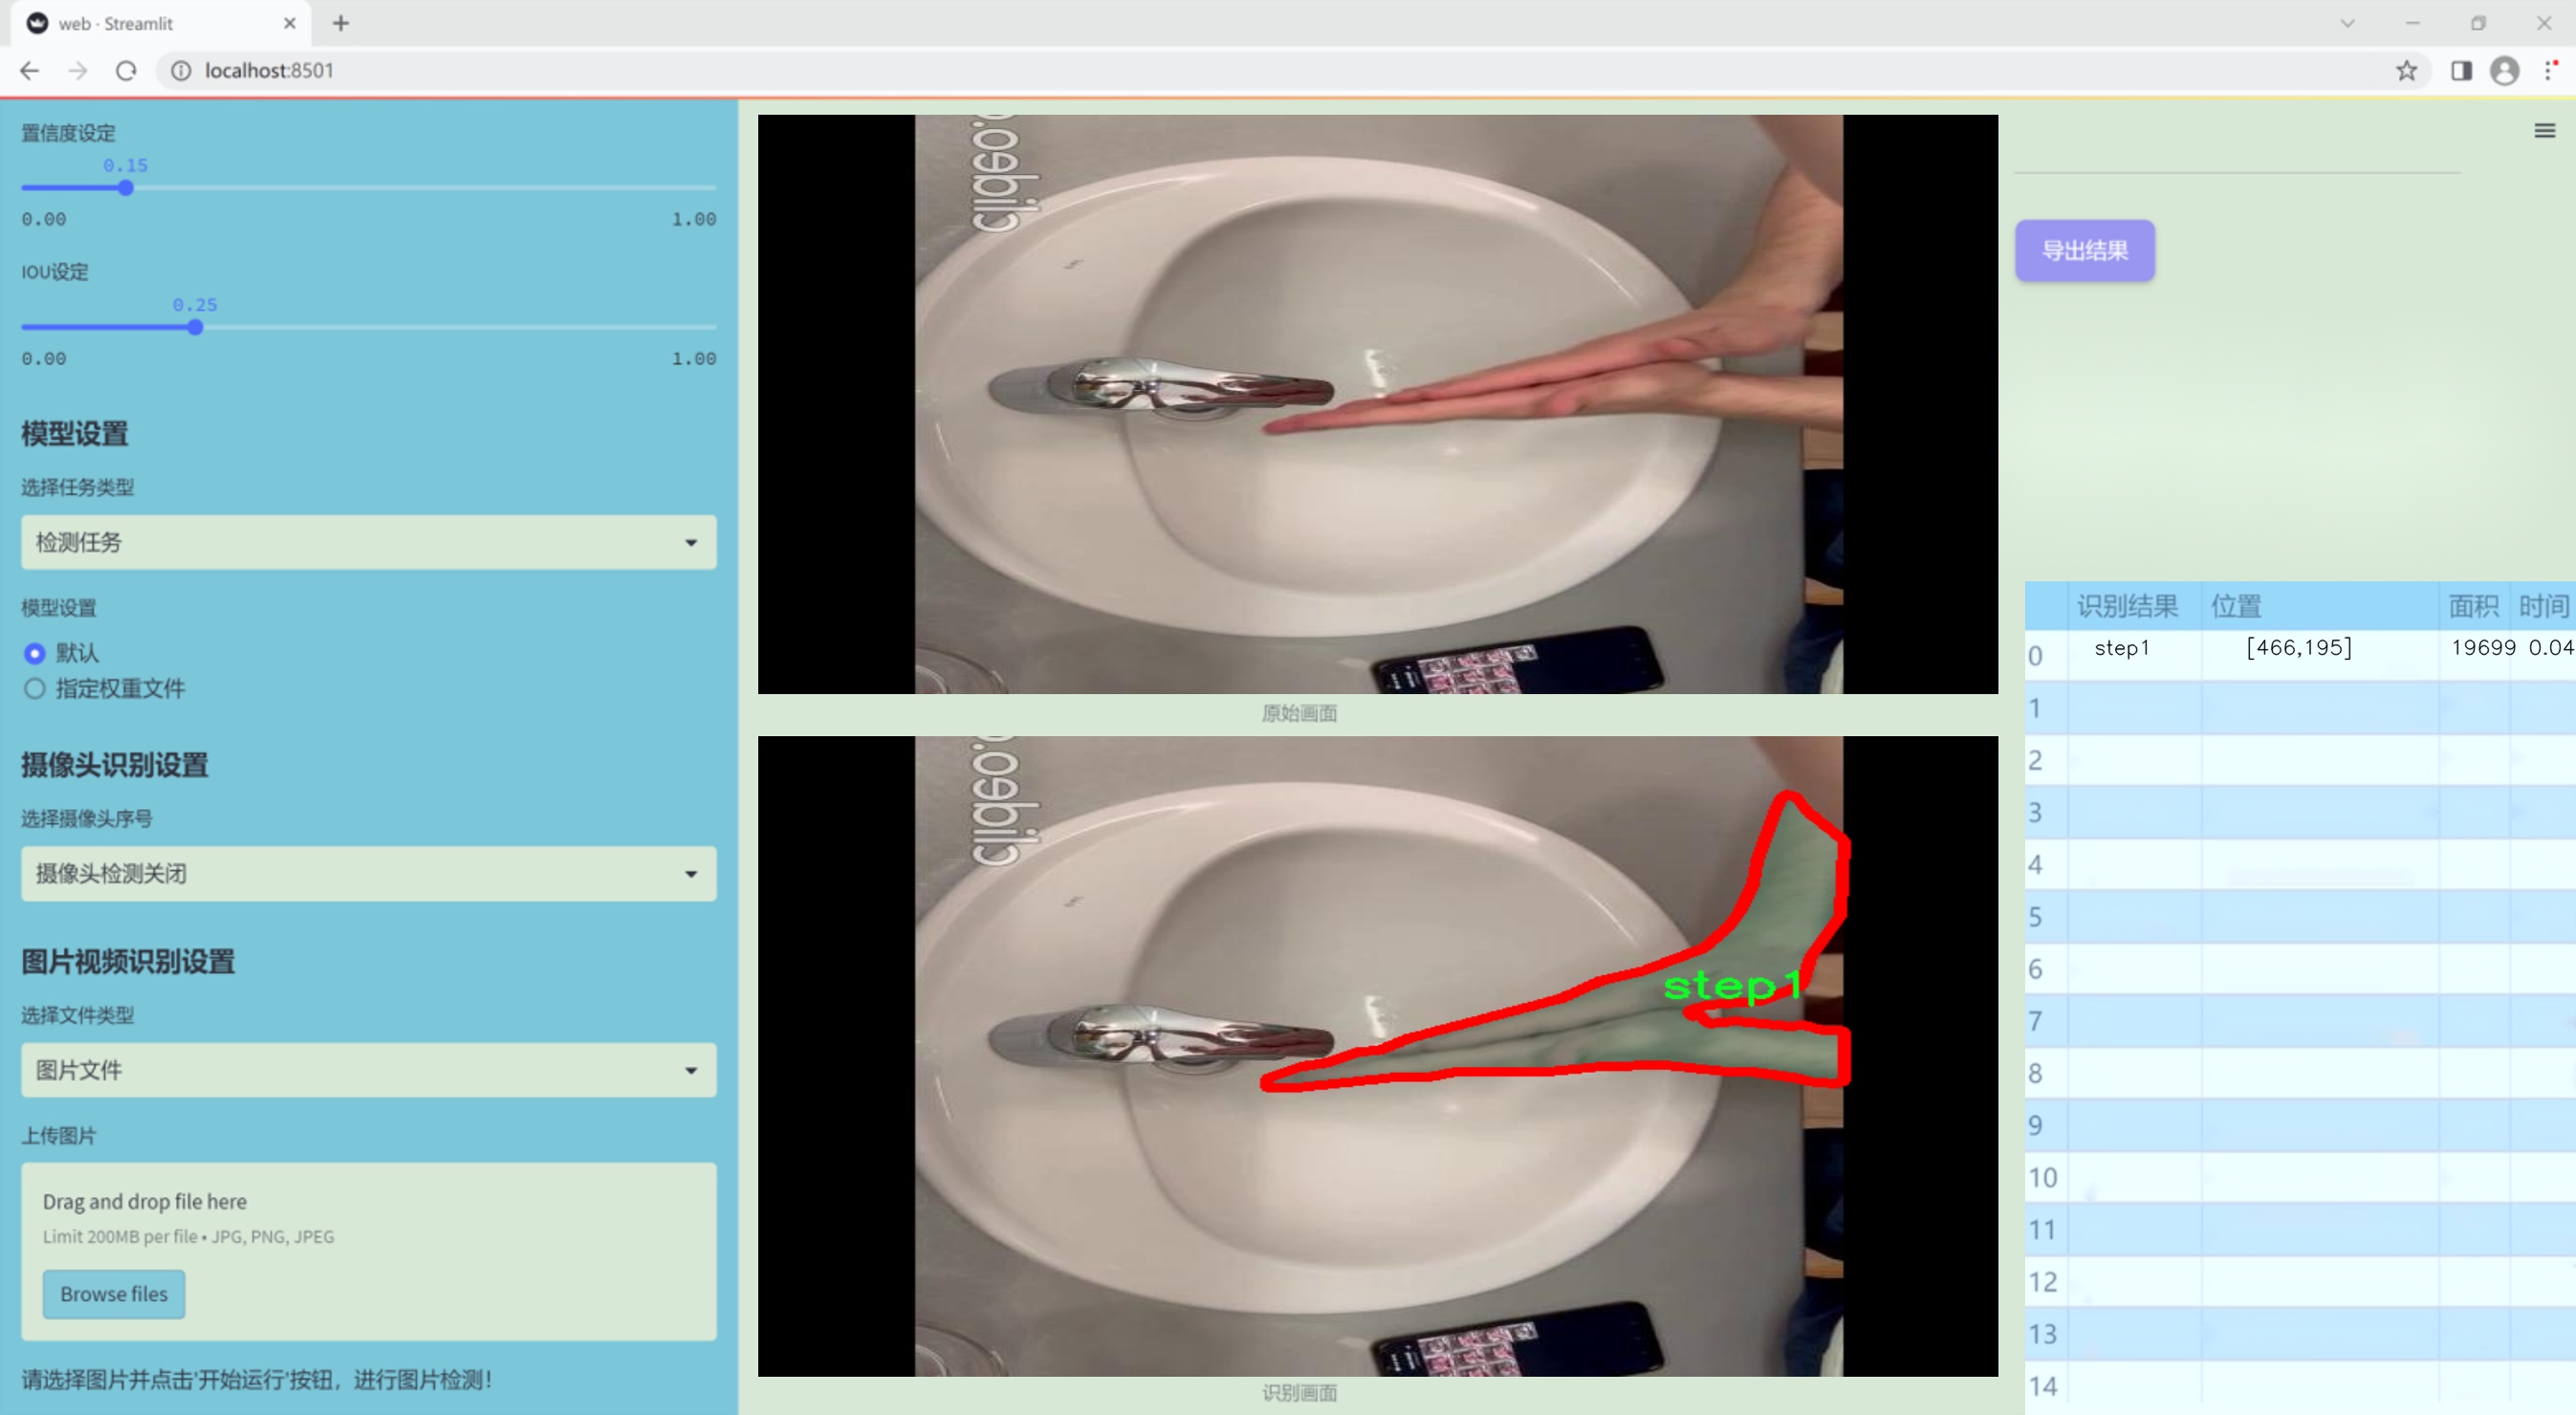 web · Streamlit
localhost:8501
置信度设定
0.15
0.00 1.00
IOU设定
0.25
0.00 1.00
模型设置
选择任务类型
检测任务
模型设置
默认
指定权重文件
摄像头识别设置
选择摄像头序号
摄像头检测关闭
图片视频识别设置
选择文件类型
图片文件
上传图片
Drag and drop file here
Limit 200MB per file • JPG, PNG, JPEG
Browse files
请选择图片并点击'开始运行'按钮，进行图片检测！
原始画面
step1
识别画面
导出结果
识别结果 位置 面积 时间
0 step1 [466,195] 19699 0.04
1
2
3
4
5
6
7
8
9
10
11
12
13
14